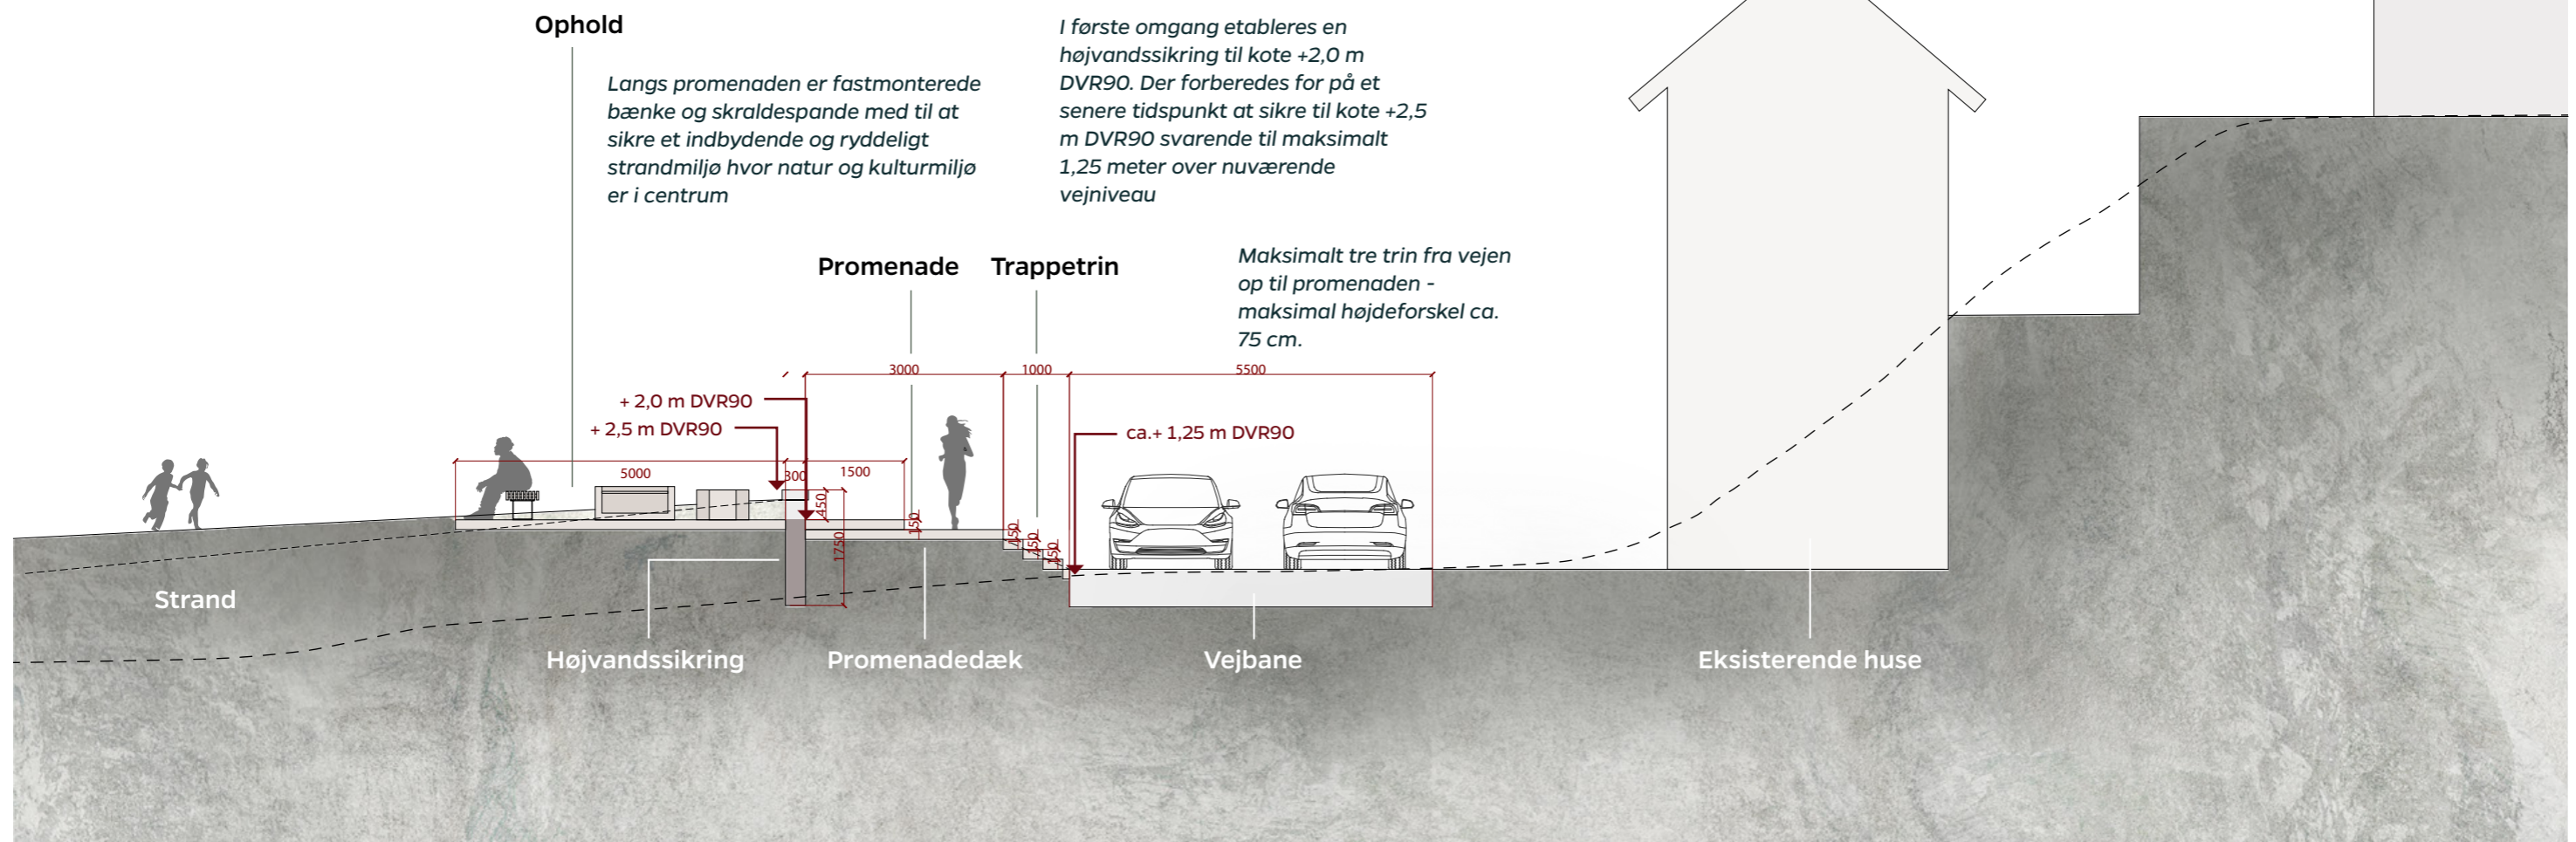 Ophold
Langs promenaden er fastmonterede
bænke og skraldespande med til at
sikre et indbydende og ryddeligt
strandmiljø hvor natur og kulturmiljø
er i centrum
I første omgang etableres en
højvandssikring til kote +2,0 m
DVR90. Der forberedes for på et
senere tidspunkt at sikre til kote +2,5
m DVR90 svarende til maksimalt
1,25 meter over nuværende
vejniveau
Promenade
Trappetrin
Maksimalt tre trin fra vejen
op til promenaden -
maksimal højdeforskel ca.
75 cm.
3000
1000
5500
+ 2,0 m DVR90
+ 2,5 m DVR90
ca.+ 1,25 m DVR90
5000
300
1500
450
150
1750
150
150
150
Strand
Højvandssikring
Promenadedæk
Vejbane
Eksisterende huse